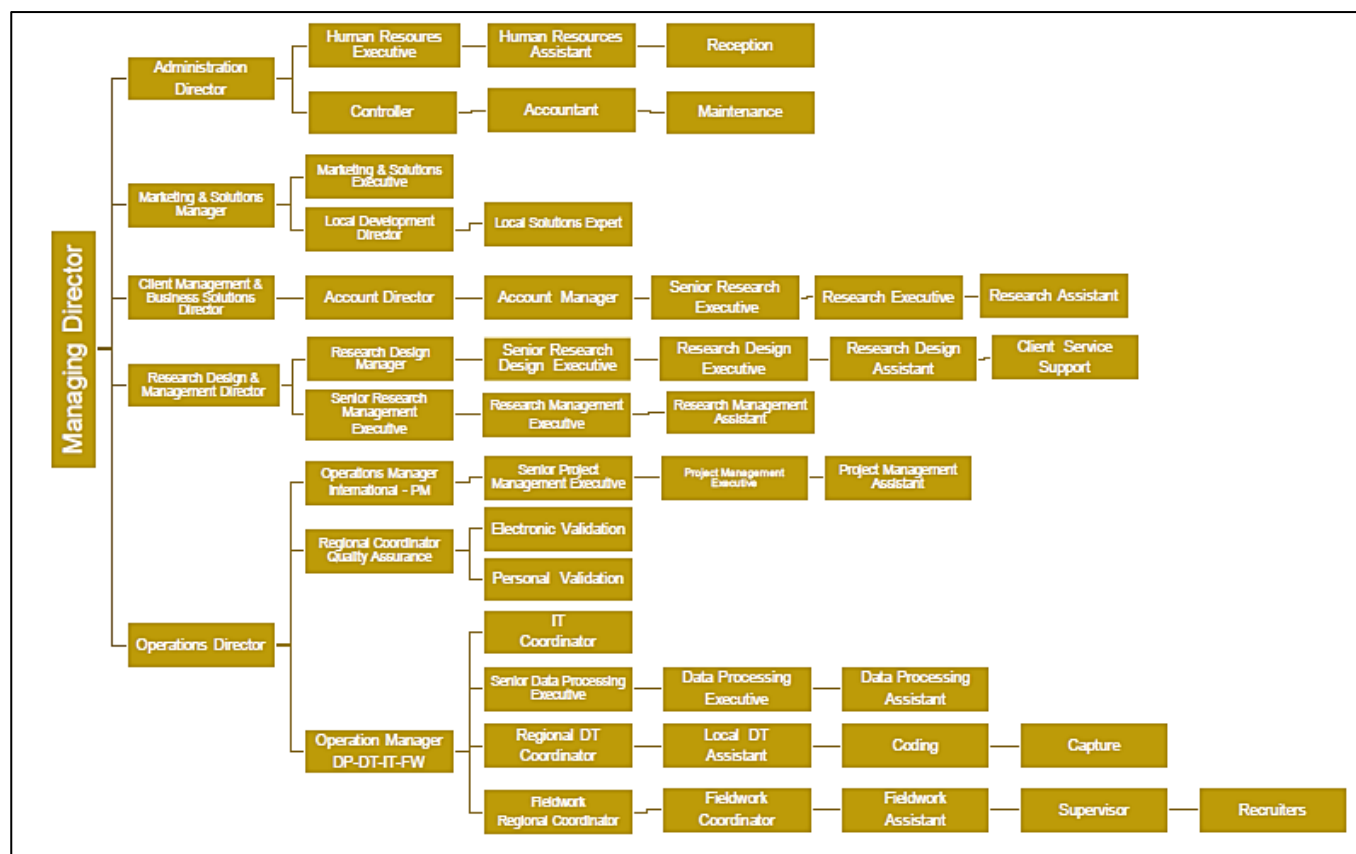 Managing Director
Administration
Director
Human Resoures
Executive
Human Resources
Assistant
Reception
Controller
Accountant
Maintenance
Marketing & Solutions
Manager
Marketing & Solutions
Executive
Local Development
Director
Local Solutions Expert
Client Management &
Business Solutions
Director
Account Director
Account Manager
Senior Research
Executive
Research Executive
Research Assistant
Research Design &
Management Director
Research Design
Manager
Senior Research
Design Executive
Research Design
Executive
Research Design
Assistant
Client Service
Support
Senior Research
Management
Executive
Research Management
Executive
Research Management
Assistant
Operations Director
Operations Manager
International - PM
Senior Project
Management Executive
Project Management
Executive
Project Management
Assistant
Regional Coordinator
Quality Assurance
Electronic Validation
Personal Validation
Operation Manager
DP-DT-IT-FW
IT
Coordinator
Senior Data Processing
Executive
Data Processing
Executive
Data Processing
Assistant
Regional DT
Coordinator
Local DT
Assistant
Coding
Capture
Fieldwork
Regional Coordinator
Fieldwork
Coordinator
Fieldwork
Assistant
Supervisor
Recruiters